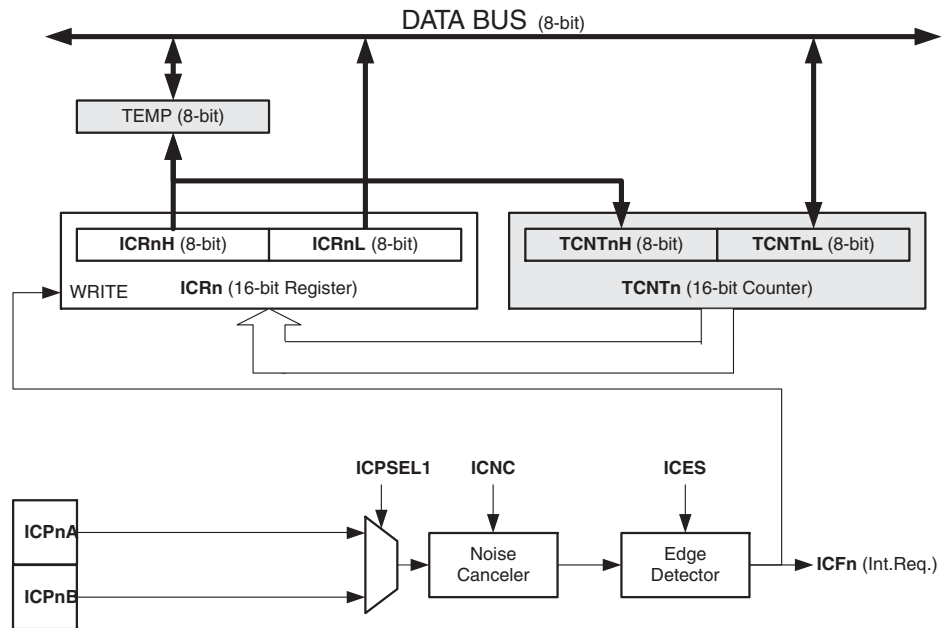 DATA BUS (8-bit)
TEMP (8-bit)
ICRnH (8-bit) ICRnL (8-bit) TCNTnH (8-bit) TCNTnL (8-bit)
WRITE ICRn (16-bit Register) TCNTn (16-bit Counter)
ICPSEL1 ICNC ICES
ICPnA
Noise Canceler
Edge Detector
ICFn (Int.Req.)
ICPnB